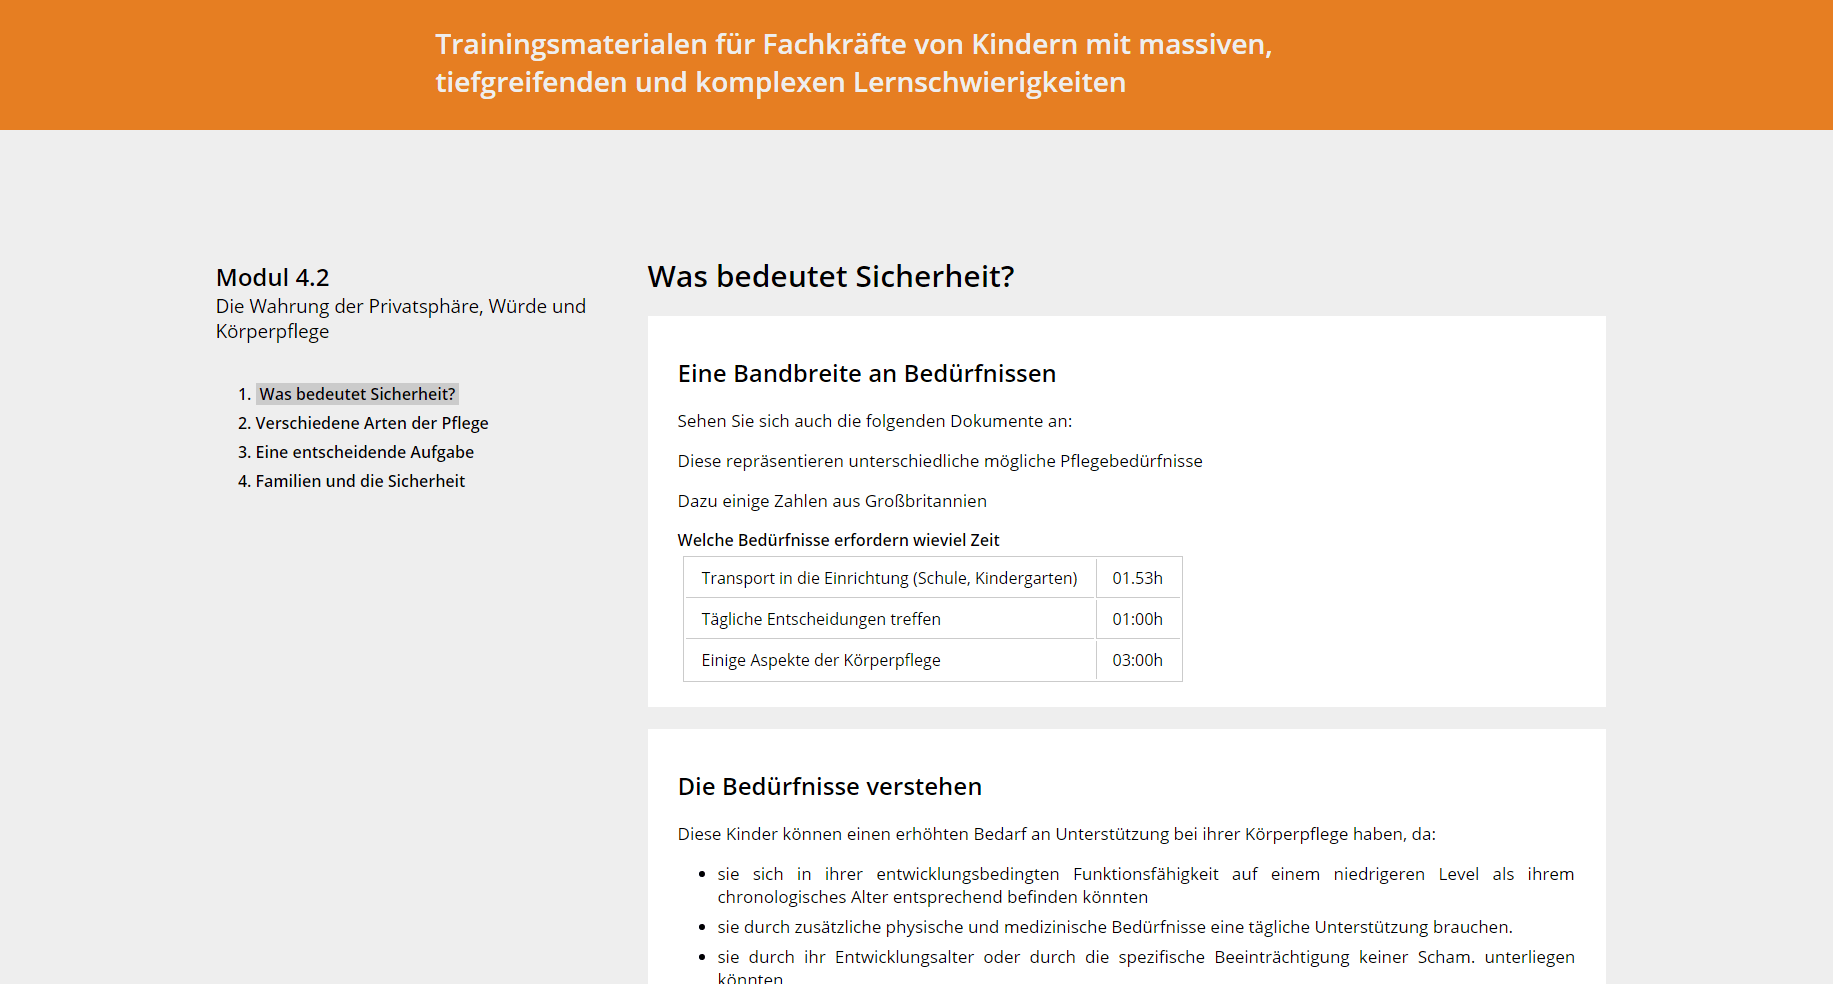 Trainingsmaterialen für Fachkräfte von Kindern mit massiven,
tiefgreifenden und komplexen Lernschwierigkeiten
Modul 4.2
Die Wahrung der Privatsphäre, Würde und
Körperpflege
1. Was bedeutet Sicherheit?
2. Verschiedene Arten der Pflege
3. Eine entscheidende Aufgabe
4. Familien und die Sicherheit
Was bedeutet Sicherheit?
Eine Bandbreite an Bedürfnissen
Sehen Sie sich auch die folgenden Dokumente an:
Diese repräsentieren unterschiedliche mögliche Pflegebedürfnisse
Dazu einige Zahlen aus Großbritannien
Welche Bedürfnisse erfordern wieviel Zeit
Transport in die Einrichtung (Schule, Kindergarten) 01.53h
Tägliche Entscheidungen treffen 01:00h
Einige Aspekte der Körperpflege 03:00h
Die Bedürfnisse verstehen
Diese Kinder können einen erhöhten Bedarf an Unterstützung bei ihrer Körperpflege haben, da:
• sie sich in ihrer entwicklungsbedingten Funktionsfähigkeit auf einem niedrigeren Level als ihrem
chronologisches Alter entsprechend befinden könnten
• sie durch zusätzliche physische und medizinische Bedürfnisse eine tägliche Unterstützung brauchen.
• sie durch ihr Entwicklungsalter oder durch die spezifische Beeinträchtigung keiner Scham. unterliegen
könnten